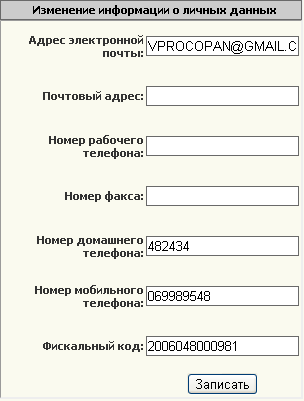 Изменение информации о личных данных
Адрес электронной
почты: VPROCOPAN@GMAIL.C
Почтовый адрес:
Номер рабочего
телефона:
Номер факса:
Номер домашнего
телефона: 482434
Номер мобильного
телефона: 069989548
Фискальный код: 2006048000981
Записать